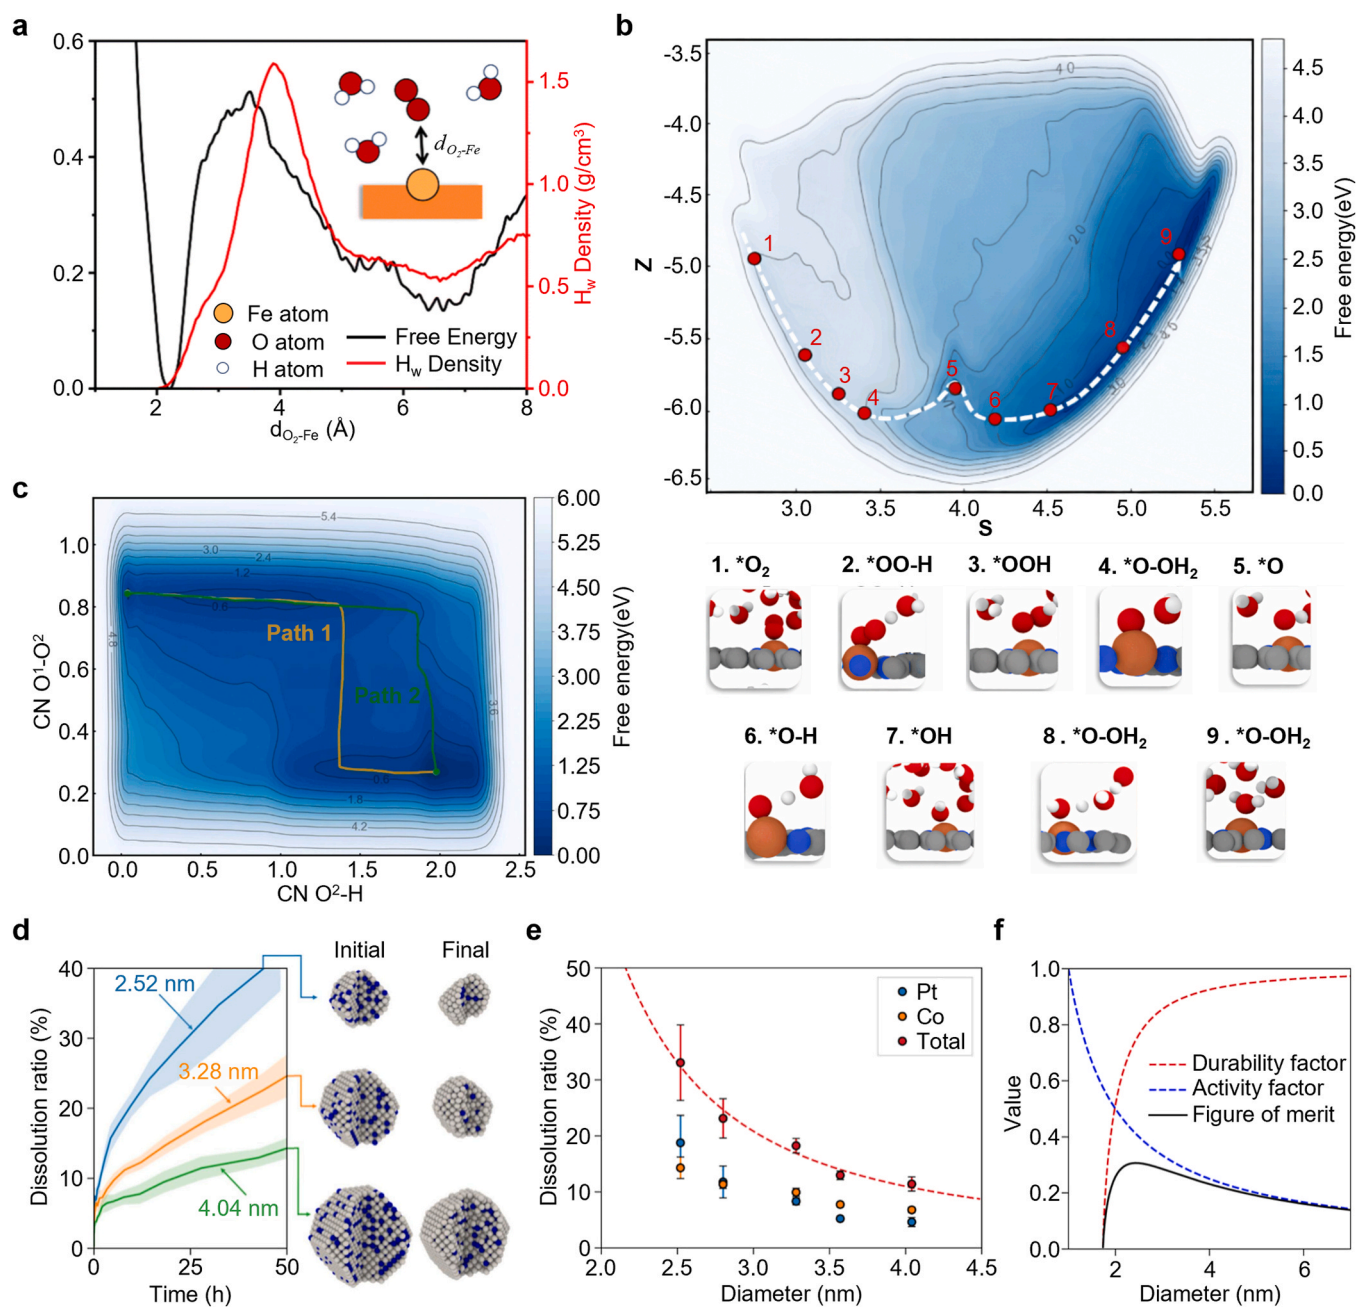 a
0.6
0.4
0.2
0.0
2
4
6
8
d_O₂-Fe (Å)
1.5
1.0
0.5
0.0
H_w Density (g/cm³)
d_O₂-Fe
Fe atom
O atom
H atom
Free Energy
H_w Density
b
-3.5
-4.0
-4.5
-5.0
-5.5
-6.0
-6.5
Z
3.0
3.5
4.0
4.5
5.0
5.5
S
1
2
3
4
5
6
7
8
9
4.0
2.0
4.5
4.0
3.5
3.0
2.5
2.0
1.5
1.0
0.5
0.0
Free energy(eV)
1. *O₂
2. *OO-H
3. *OOH
4. *O-OH₂
5. *O
6. *O-H
7. *OH
8 . *O-OH₂
9 . *O-OH₂
c
1.0
0.8
0.6
0.4
0.2
0.0
CN O¹-O²
0.0
0.5
1.0
1.5
2.0
2.5
CN O²-H
5.4
3.0
2.4
1.2
0.6
4.8
3.6
0.6
1.8
4.2
Path 1
Path 2
6.00
5.25
4.50
3.75
3.00
2.25
1.50
0.75
0.00
Free energy(eV)
d
Initial
Final
40
30
20
10
0
Dissolution ratio (%)
2.52 nm
3.28 nm
4.04 nm
0
25
50
Time (h)
e
50
40
30
20
10
0
Dissolution ratio (%)
Pt
Co
Total
2.0
2.5
3.0
3.5
4.0
4.5
Diameter (nm)
f
1.0
0.8
0.6
0.4
0.2
0.0
Value
Durability factor
Activity factor
Figure of merit
2
4
6
Diameter (nm)